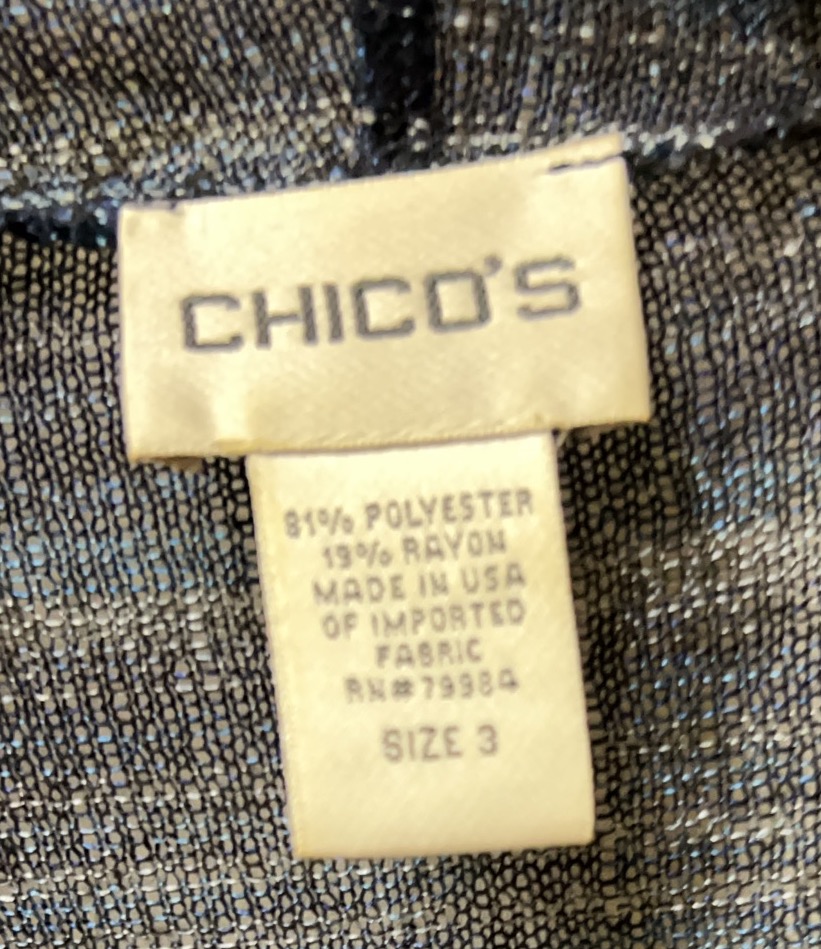 CHICO'S
81% POLYESTER
19% RAYON
MADE IN USA
OF IMPORTED
FABRIC
RN#79984
SIZE 3